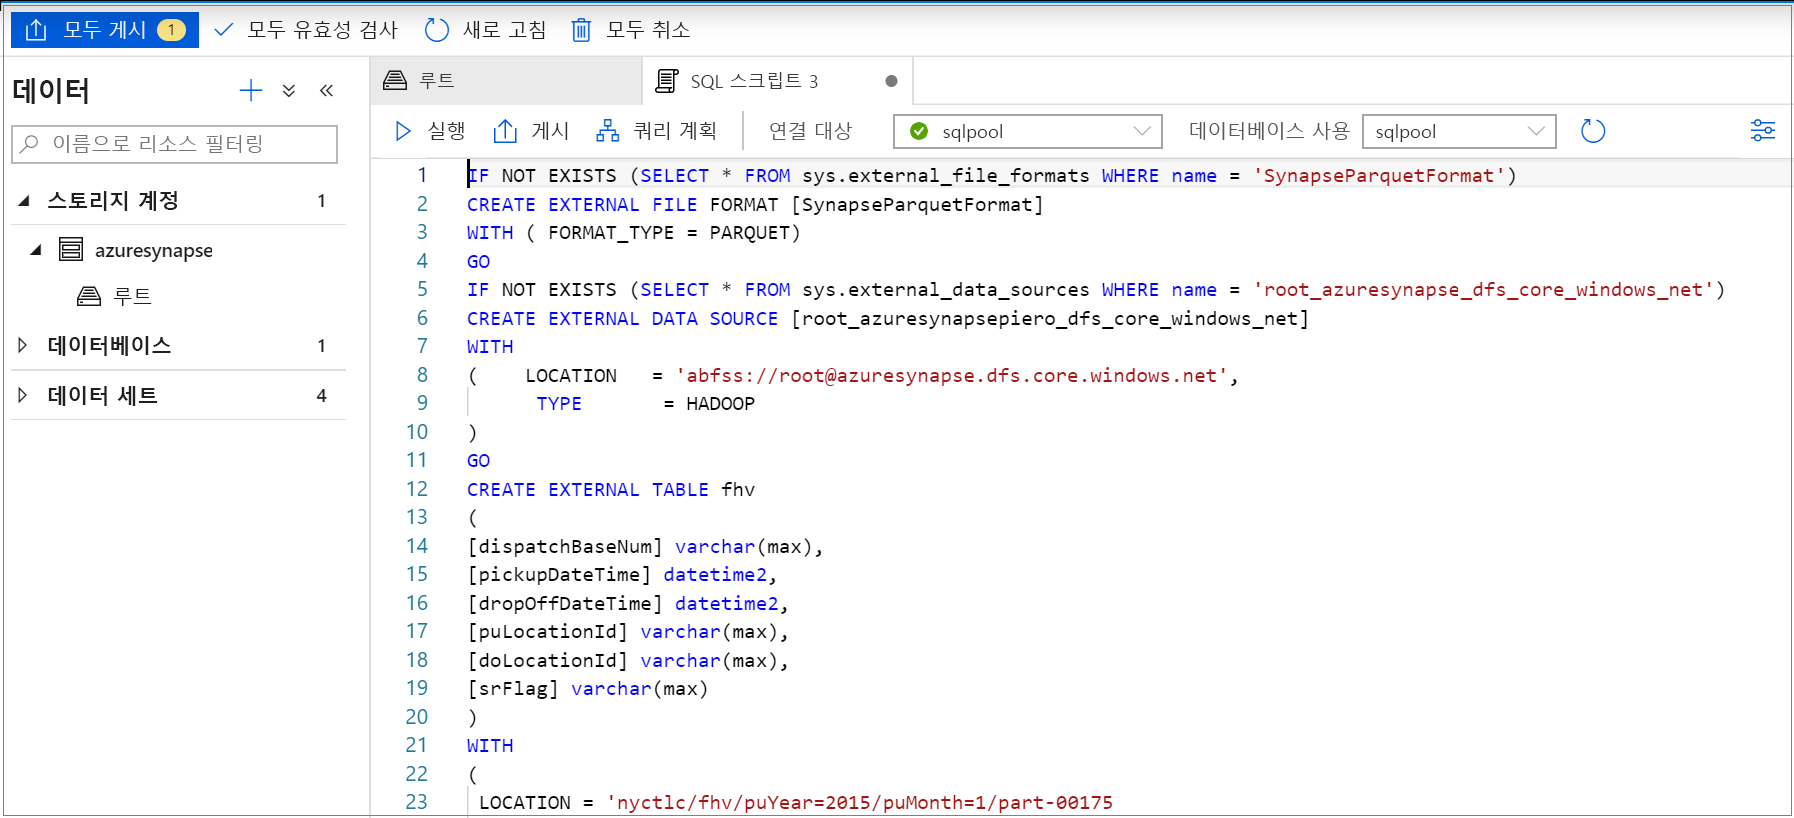 모두 게시 1 모두 유효성 검사 새로 고침 모두 취소
데이터
이름으로 리소스 필터링
스토리지 계정 1
azuresynapse
루트
데이터베이스 1
데이터 세트 4
루트 SQL 스크립트 3
실행 게시 쿼리 계획 연결 대상 sqlpool 데이터베이스 사용 sqlpool
1 IF NOT EXISTS (SELECT * FROM sys.external_file_formats WHERE name = 'SynapseParquetFormat')
2 CREATE EXTERNAL FILE FORMAT [SynapseParquetFormat]
3 WITH ( FORMAT_TYPE = PARQUET)
4 GO
5 IF NOT EXISTS (SELECT * FROM sys.external_data_sources WHERE name = 'root_azuresynapse_dfs_core_windows_net')
6 CREATE EXTERNAL DATA SOURCE [root_azuresynapsepiero_dfs_core_windows_net]
7 WITH
8 ( LOCATION = 'abfss://root@azuresynapse.dfs.core.windows.net',
9 TYPE = HADOOP
10 )
11 GO
12 CREATE EXTERNAL TABLE fhv
13 (
14 [dispatchBaseNum] varchar(max),
15 [pickupDateTime] datetime2,
16 [dropOffDateTime] datetime2,
17 [puLocationId] varchar(max),
18 [doLocationId] varchar(max),
19 [srFlag] varchar(max)
20 )
21 WITH
22 (
23 LOCATION = 'nyctlc/fhv/puYear=2015/puMonth=1/part-00175